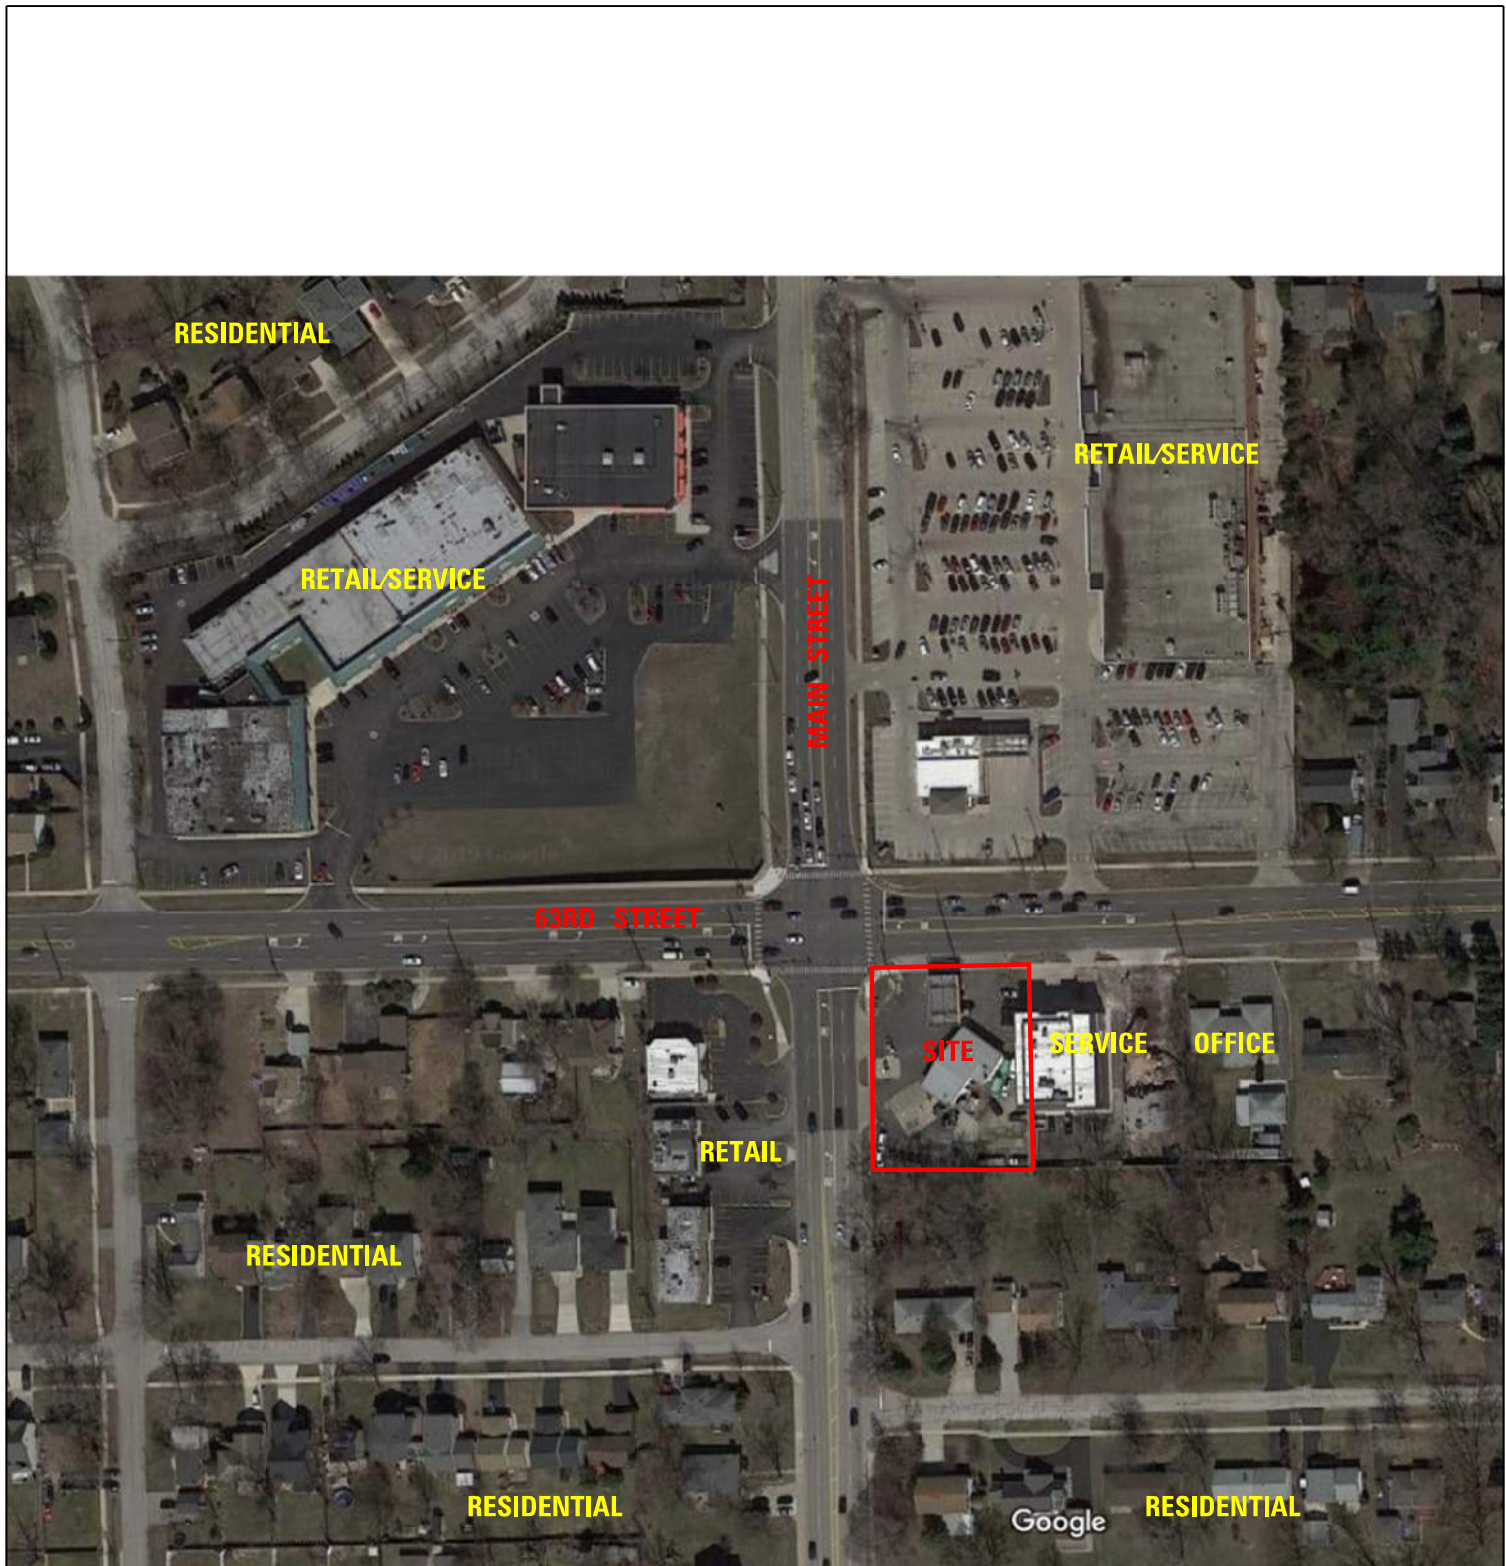 RESIDENTIAL
RETAIL/SERVICE
RETAIL/SERVICE
MAIN STREET
63RD STREET
SITE
SERVICE
OFFICE
RETAIL
RESIDENTIAL
RESIDENTIAL
RESIDENTIAL
Google